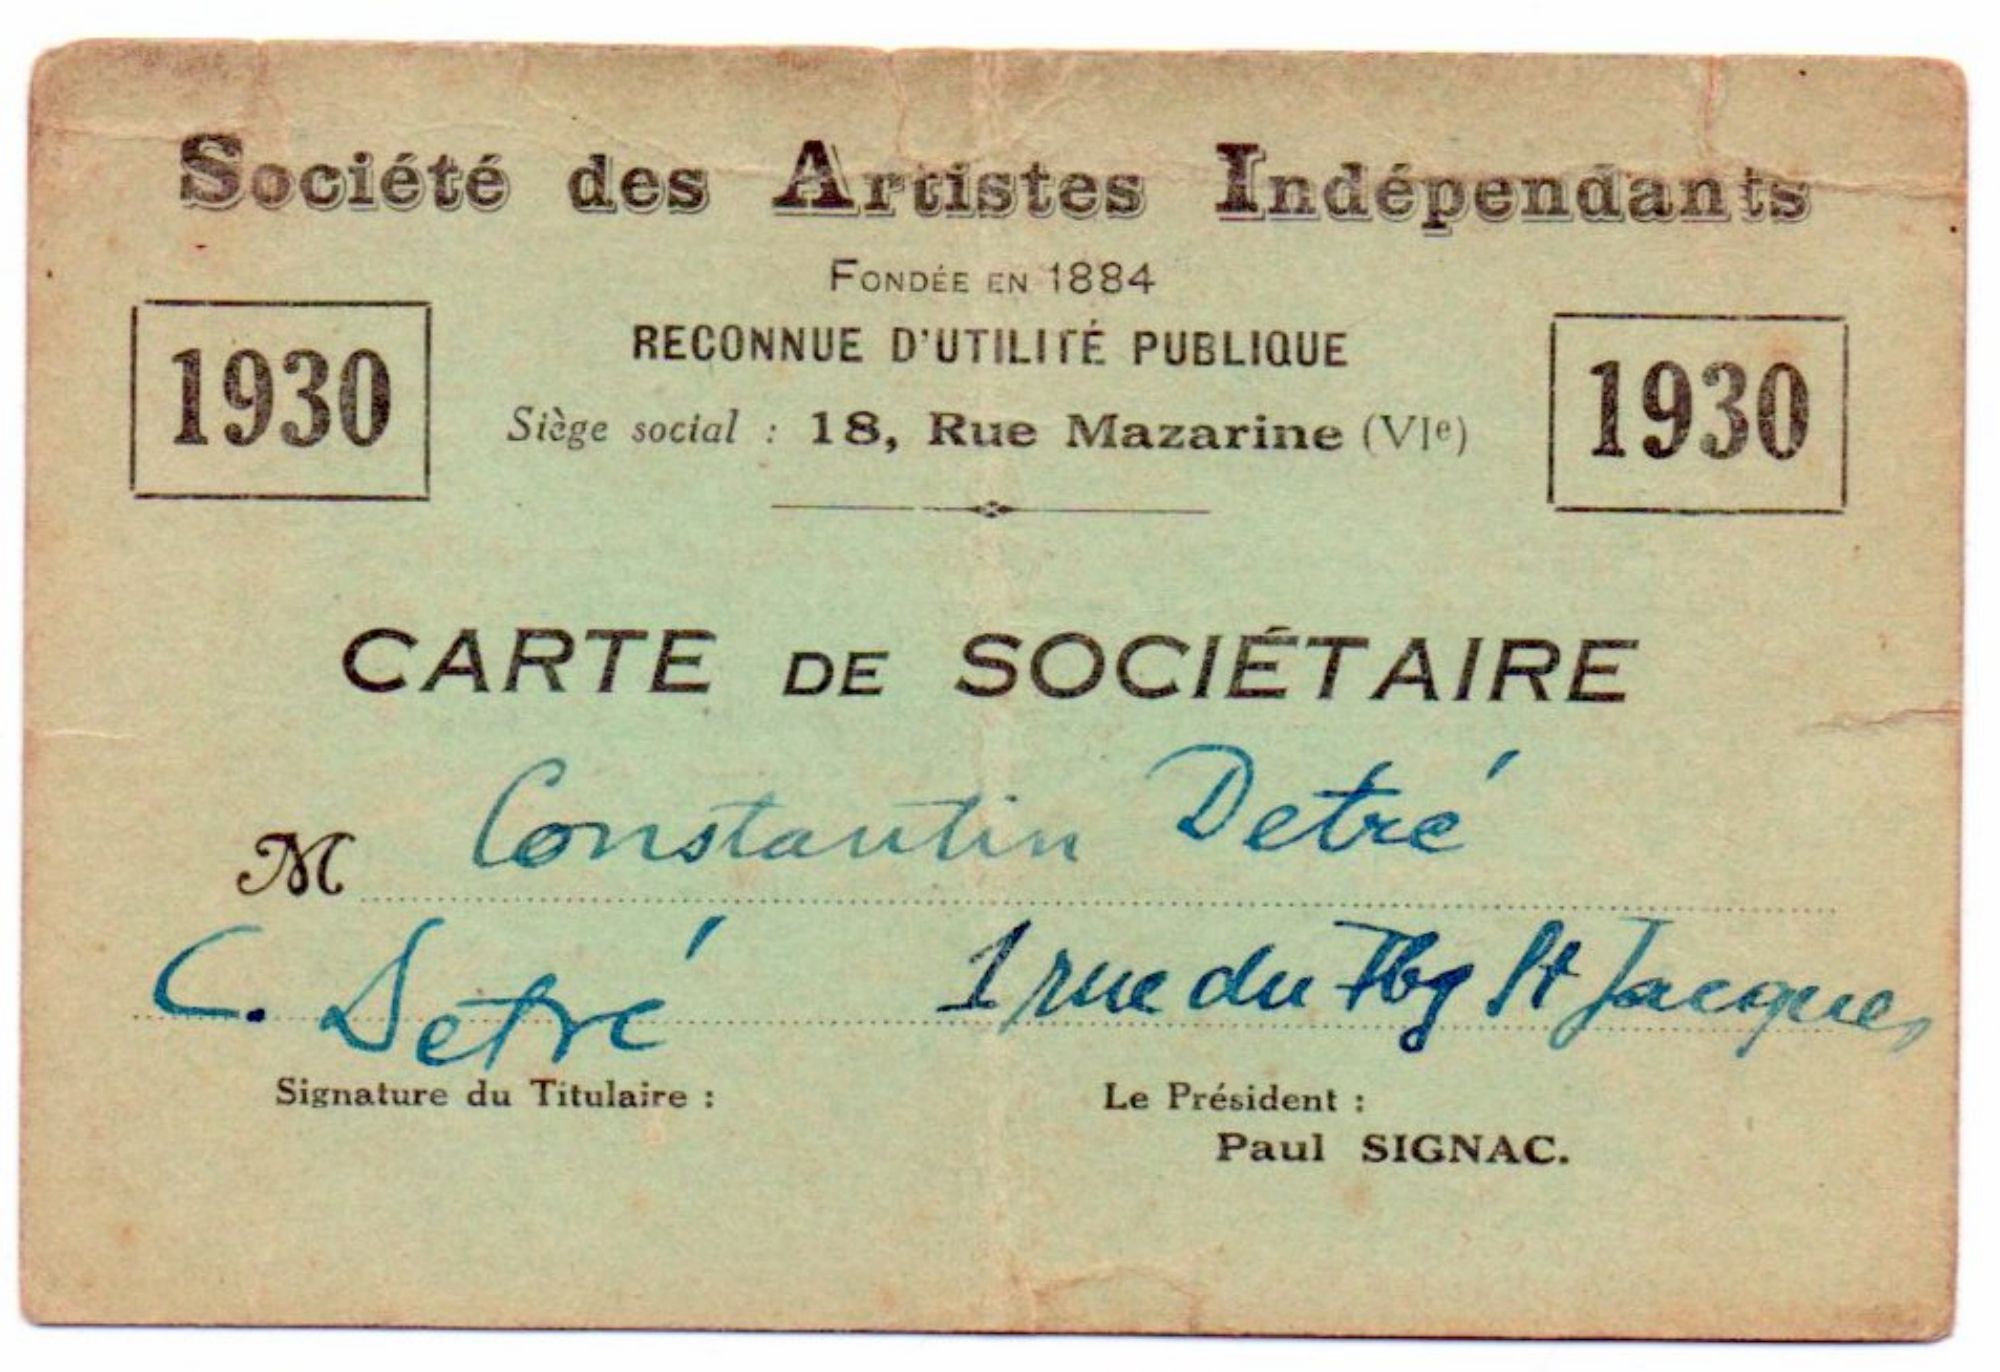 Société des Artistes Indépendants
FONDÉE EN 1884
RECONNUE D'UTILITÉ PUBLIQUE
1930 Siège social : 18, Rue Mazarine (VIe) 1930
CARTE DE SOCIÉTAIRE
M Constantin Detré
C. Detré 1 rue du Fbg St Jacques
Signature du Titulaire : Le Président :
Paul SIGNAC.